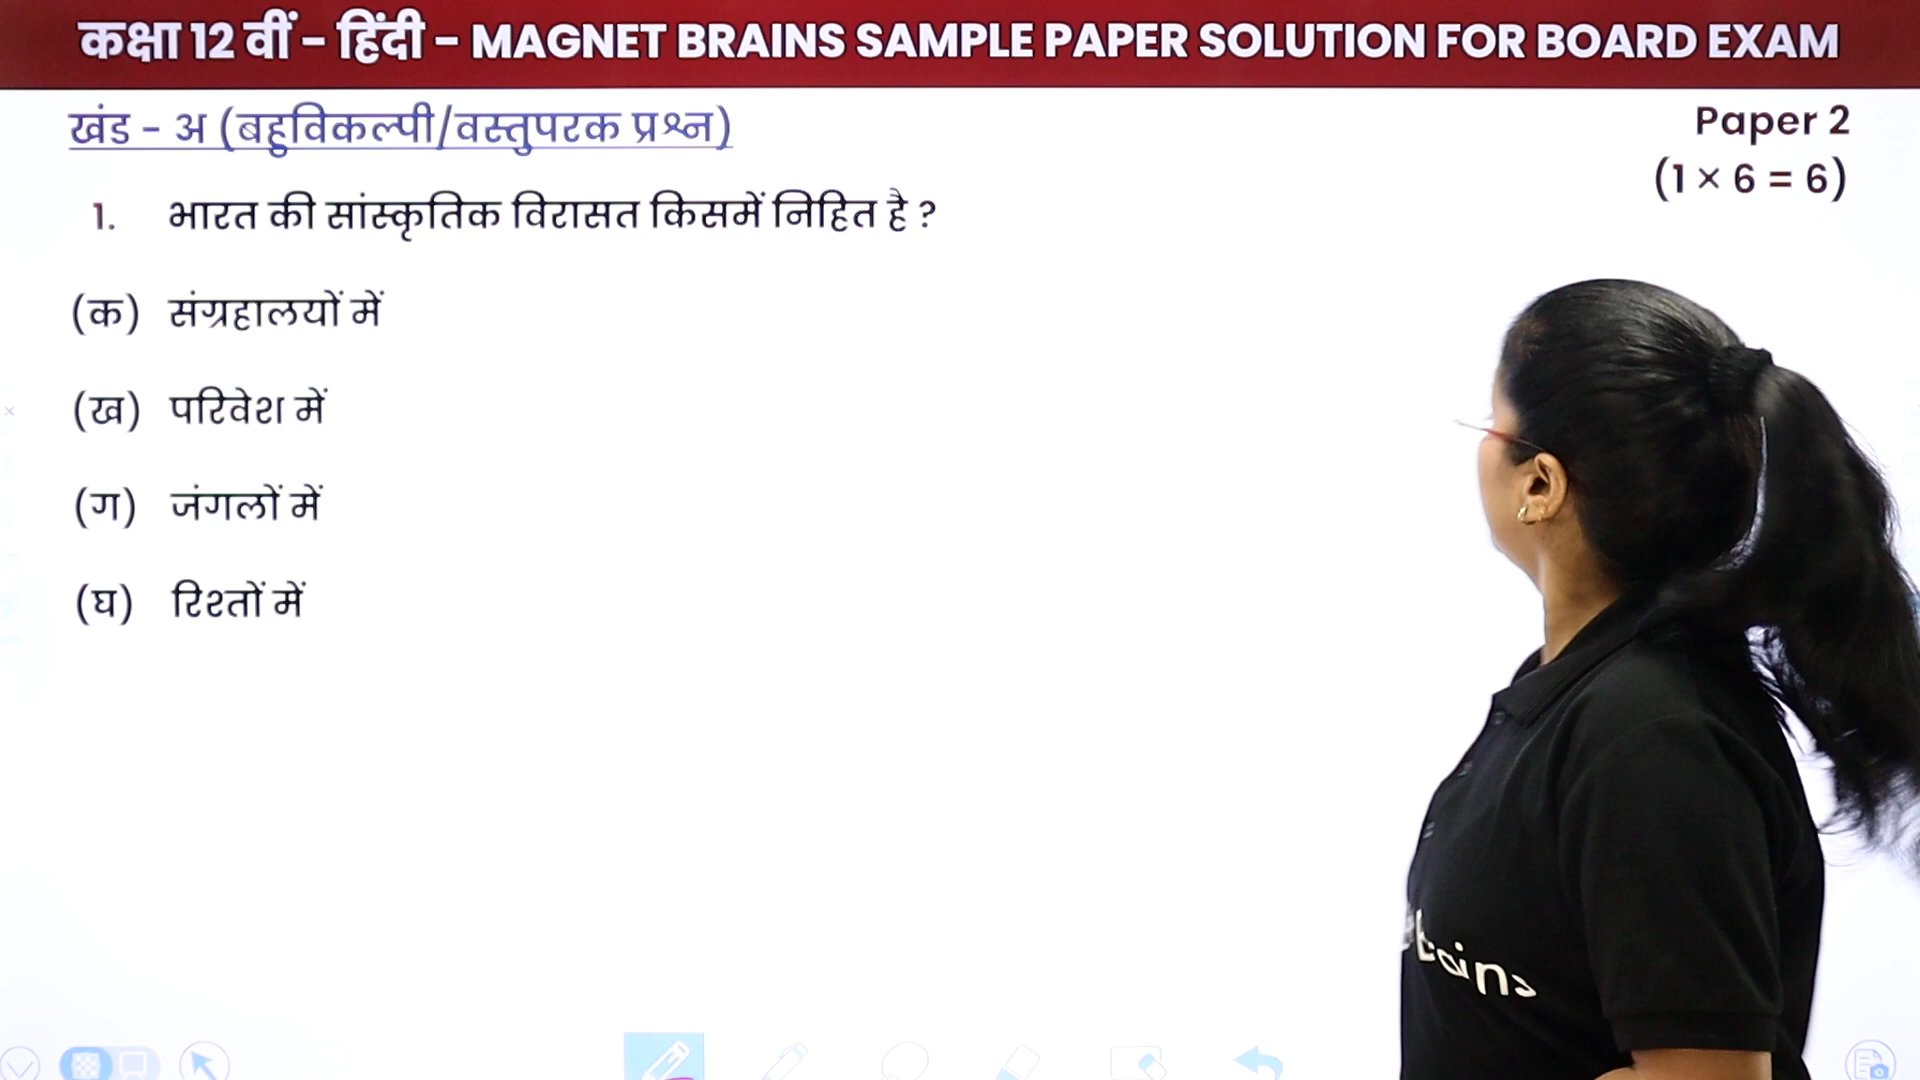 कक्षा 12 वीं – हिंदी – MAGNET BRAINS SAMPLE PAPER SOLUTION FOR BOARD EXAM
खंड - अ (बहुविकल्पी/वस्तुपरक प्रश्न)
Paper 2
(1 × 6 = 6)
1. भारत की सांस्कृतिक विरासत किसमें निहित है ?
(क) संग्रहालयों में
(ख) परिवेश में
(ग) जंगलों में
(घ) रिश्तों में